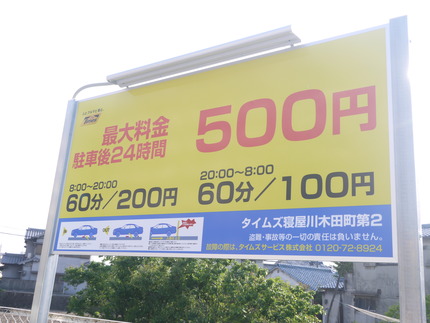 最大料金
駐車後24時間
500円
8:00~20:00
60分/200円
20:00~8:00
60分/100円
タイムズ寝屋川木田町第2
盗難・事故等の一切の責任は負いません。
故障の際は、タイムズサービス株式会社 0120-72-8924